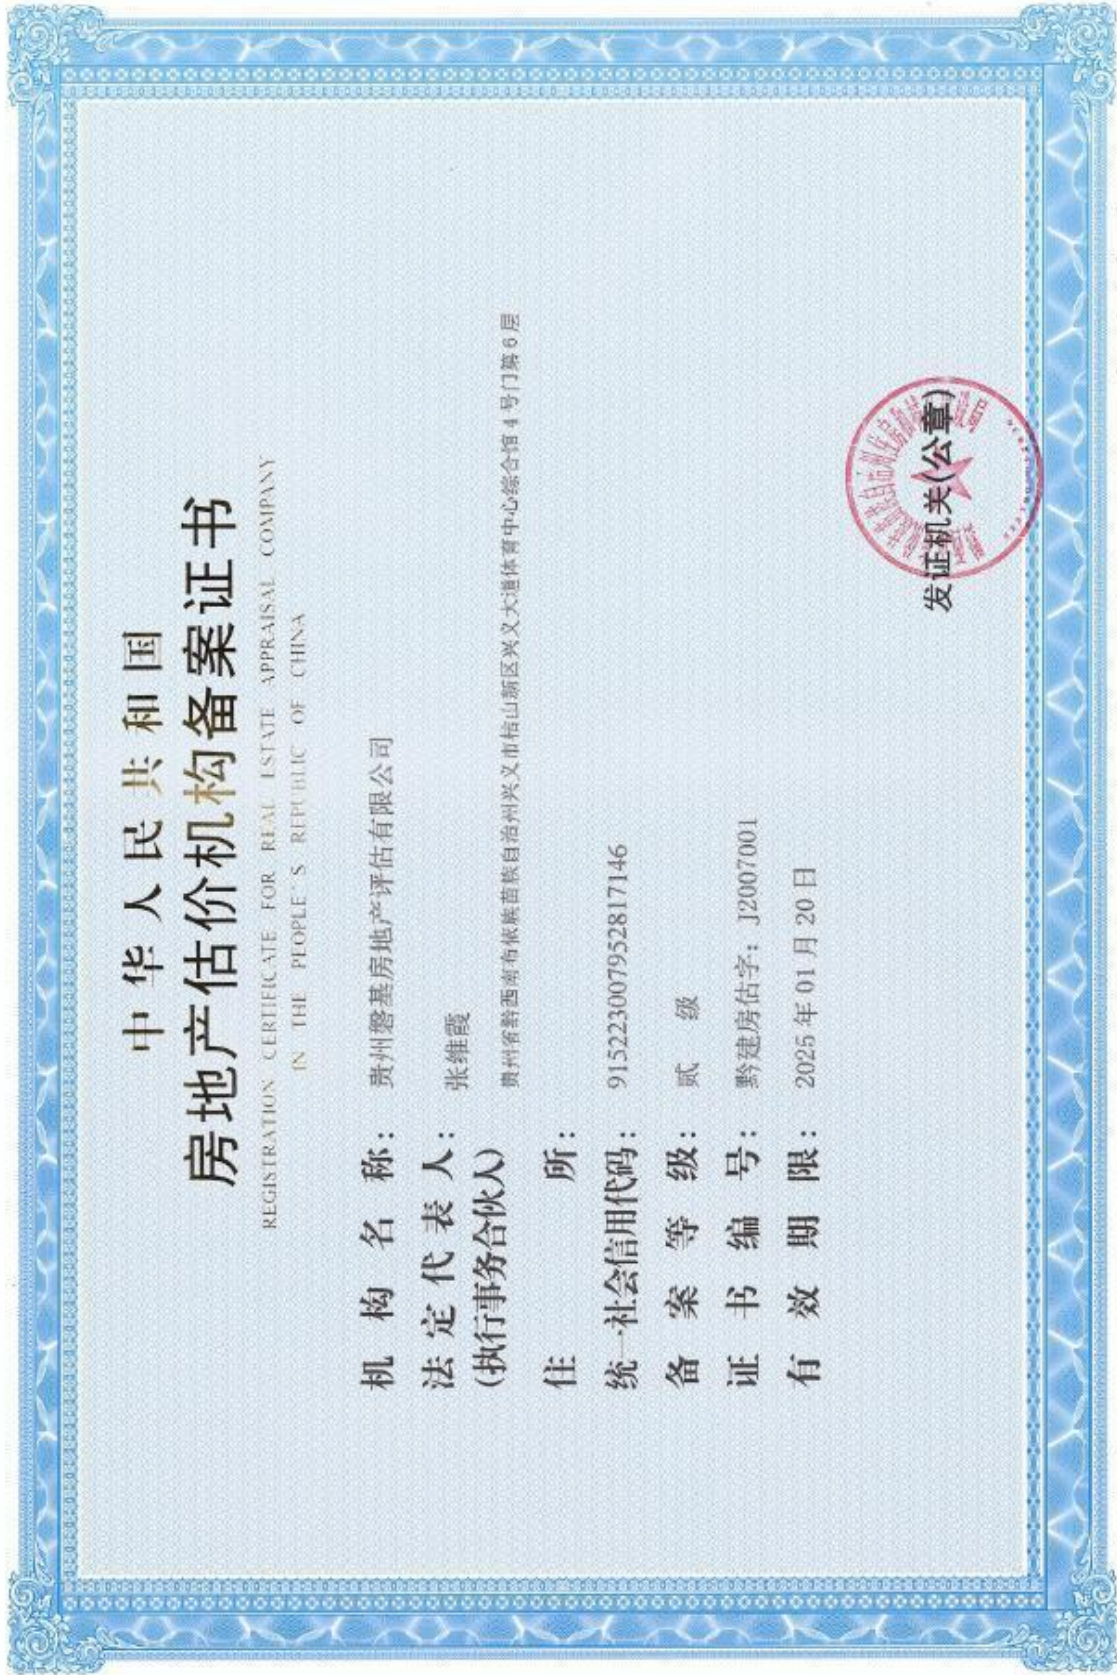 中华人民共和国
房地产估价机构备案证书
REGISTRATION CERTIFICATE FOR REAL ESTATE APPRAISAL COMPANY
IN THE PEOPLE'S REPUBLIC OF CHINA
机构名称：贵州磐基房地产评估有限公司
法定代表人：张维霞
(执行事务合伙人)
住所：贵州省黔西南布依族苗族自治州兴义市桔山新区兴义大道体育中心综合馆4号门第6层
统一社会信用代码：915223007952817146
备案等级：贰级
证书编号：黔建房估字：J2007001
有效期限：2025年01月20日
发证机关(公章)